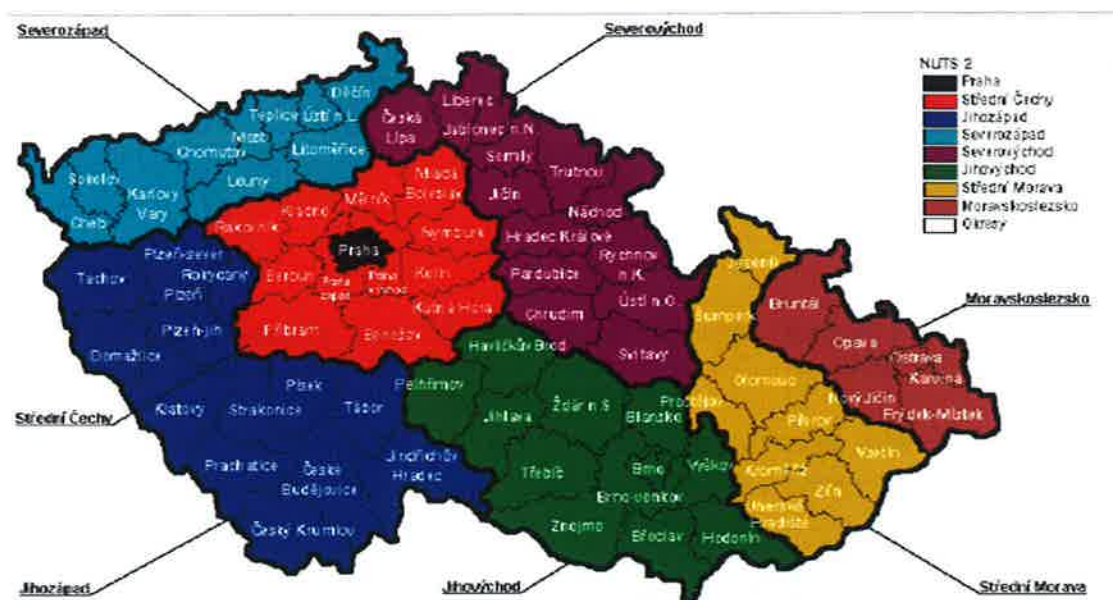 Severozápad
Severovýchod
NUTS 2
Praha
Střední Čechy
Jihozápad
Severozápad
Severovýchod
Jihovýchod
Střední Morava
Moravskoslezsko
Okresy
Děčín
Teplice
Ústí n.L.
Most
Chomutov
Litoměřice
Louny
Sokolov
Karlovy
Vary
Cheb
Česká
Lípa
Liberec
Jablonec n.N.
Semily
Trutnov
Jičín
Náchod
Hradec Králové
Rychnov
n.K.
Pardubice
Ústí n.O.
Chrudim
Svitavy
Mladá
Boleslav
Mělník
Kladno
Rakovník
Nymburk
Praha
Beroun
Praha
západ
Praha
východ
Kolín
Kutná Hora
Příbram
Benešov
Plzeň-sever
Tachov
Rokycany
Plzeň
Plzeň-jih
Domažlice
Klatovy
Písek
Strakonice
Tábor
Prachatice
České
Budějovice
Jindřichův
Hradec
Český Krumlov
Havlíčkův Brod
Pelhřimov
Jihlava
Žďár n.S.
Blansko
Třebíč
Brno
Vyškov
Brno-venkov
Znojmo
Břeclav
Hodonín
Jeseník
Šumperk
Olomouc
Prostějov
Přerov
Kroměříž
Vsetín
Zlín
Uherské
Hradiště
Bruntál
Opava
Ostrava
Karviná
Nový Jičín
Frýdek-Místek
Moravskoslezsko
Střední Čechy
Jihozápad
Jihovýchod
Střední Morava